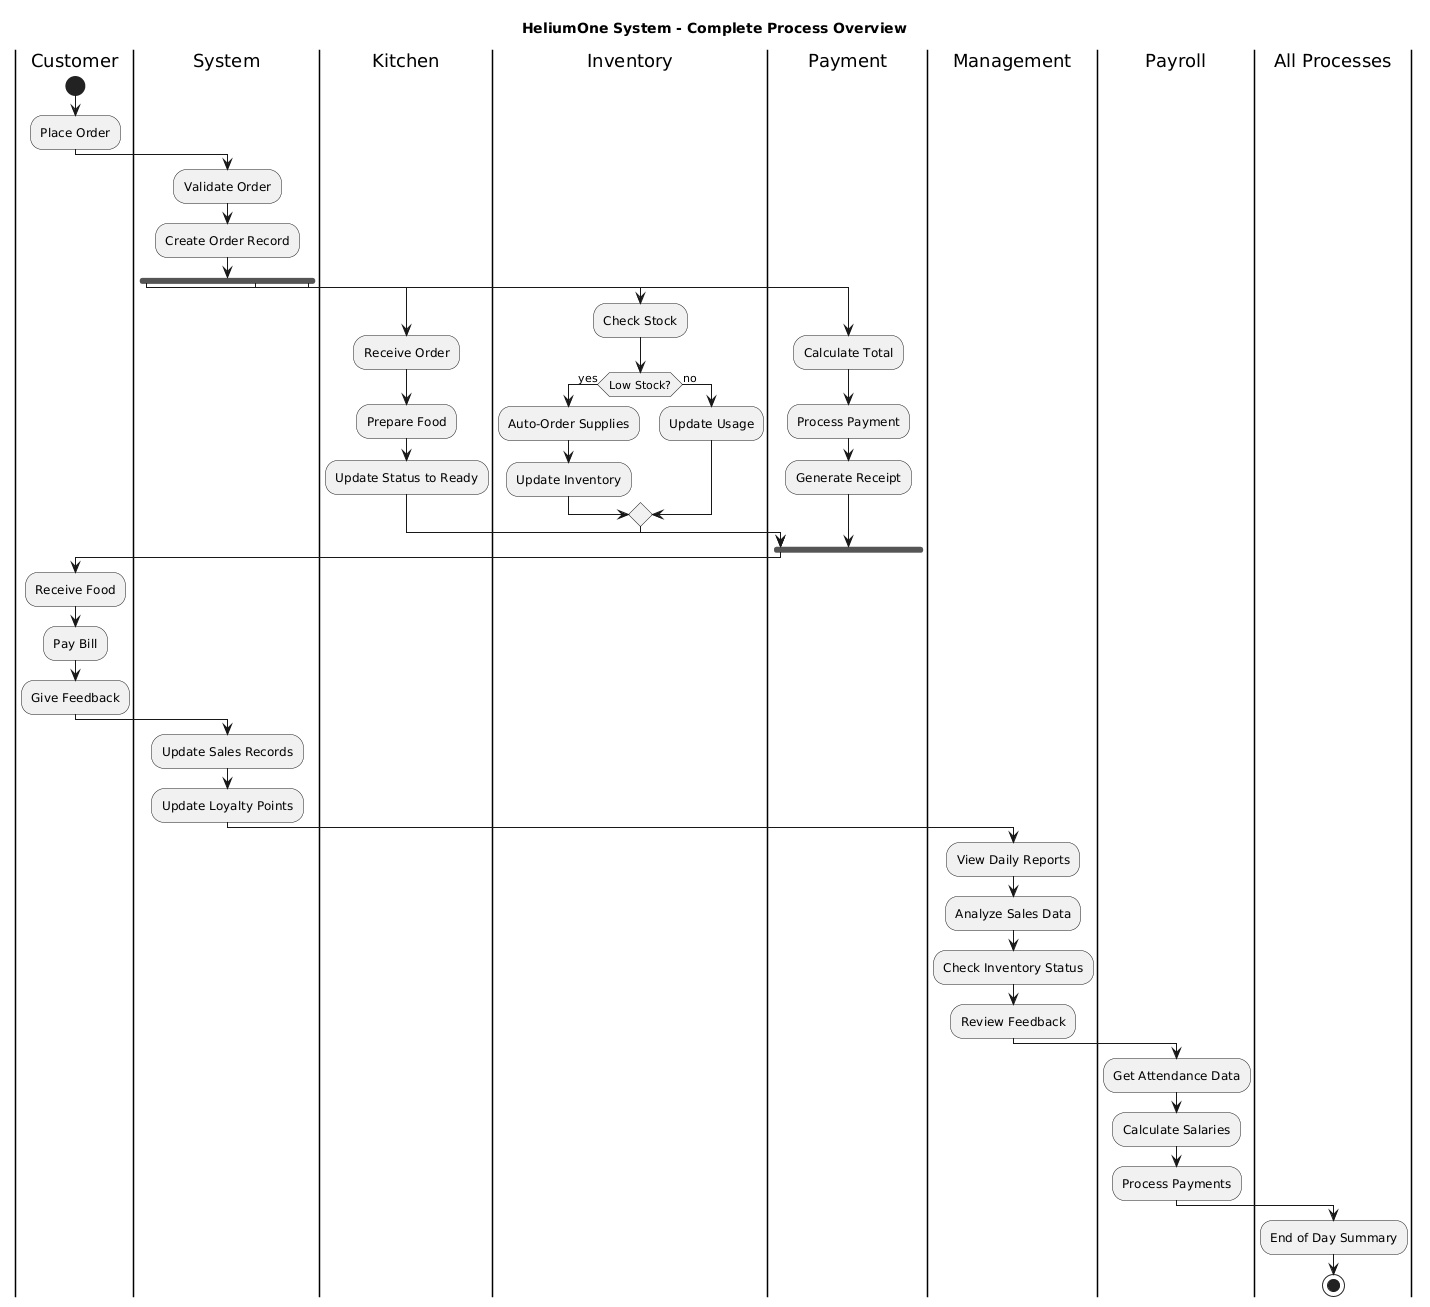 HeliumOne System - Complete Process Overview
Customer
System
Kitchen
Inventory
Payment
Management
Payroll
All Processes
Place Order
Validate Order
Create Order Record
Check Stock
Receive Order
Calculate Total
Low Stock?
yes
no
Prepare Food
Auto-Order Supplies
Update Usage
Process Payment
Update Status to Ready
Update Inventory
Generate Receipt
Receive Food
Pay Bill
Give Feedback
Update Sales Records
Update Loyalty Points
View Daily Reports
Analyze Sales Data
Check Inventory Status
Review Feedback
Get Attendance Data
Calculate Salaries
Process Payments
End of Day Summary